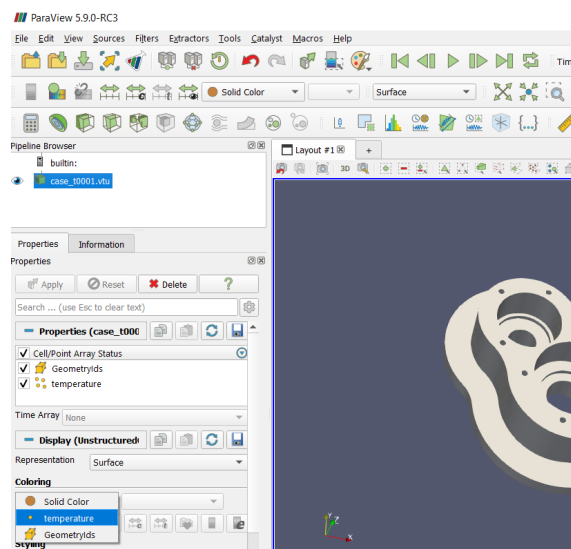 ParaView 5.9.0-RC3
File Edit View Sources Filters Extractors Tools Catalyst Macros Help
Solid Color
Surface
Pipeline Browser
Layout #1
+
builtin:
3D
case_t0001.vtu
Properties Information
Properties
Apply Reset Delete ?
Search ... (use Esc to clear text)
Properties (case_t000
Cell/Point Array Status
GeometryIds
temperature
Time Array None
Display (Unstructured
Representation Surface
Coloring
Solid Color
temperature
GeometryIds
Styling
Y
Z
X